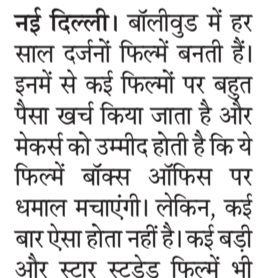 नई दिल्ली। बॉलीवुड में हर
साल दर्जनों फिल्में बनती हैं।
इनमें से कई फिल्मों पर बहुत
पैसा खर्च किया जाता है और
मेकर्स को उम्मीद होती है कि ये
फिल्में बॉक्स ऑफिस पर
धमाल मचाएंगी। लेकिन, कई
बार ऐसा होता नहीं है। कई बड़ी
और स्टार स्टडेड फिल्में भी